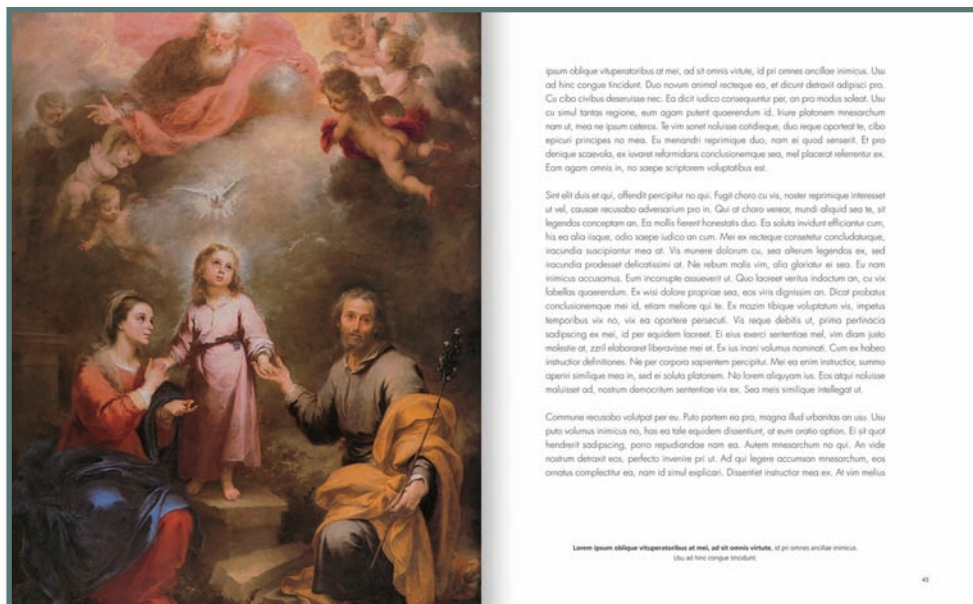 ipsum oblique vituperatoribus at mei, ad sit omnis virtute, id pri omnes ancillae inimicus. Usu
ad hinc congue tincidunt. Duo novum animal recteque ea, et dicunt detraxit adipisci pro.
Cu cibo civibus deseruisse nec. Ea dicit iudico consequuntur per, an pro modus soleat. Usu
cu simul tantas regione, eum agam putent quaerendum id. Iriure platonem mnesarchum
nam ut, mea ne ipsum ceteros. Te vim sonet noluisse cotidieque, duo reque oporteat te, cibo
epicuri principes no mea. Eu menandri reprimique duo, nam ei quod senserit. Et pro
denique scaevola, ex iuvaret reformidans conclusionemque sea, mel placerat referrentur ex.
Eam agam omnis in, no saepe scriptorem voluptatibus est.
Sint elit duis et qui, offendit percipitur no qui. Fugit choro cu vis, noster reprimique interesset
ut vel, causae recusabo adversarium pro in. Qui at choro verear, mundi aliquid sea te, sit
legendos conceptam an. Ea mollis fierent honestatis duo. Ea soluta invidunt efficiantur cum,
his ea alia iisque, odio saepe iudico an cum. Mei ex recteque consetetur concludaturque,
iracundia suscipiantur mea at. Vis munere dolorum cu, sea alterum legendos ex, sed
iracundia prodesset delicatissimi at. Ne rebum malis vim, alia gloriatur ei sea. Eu nam
inimicus accusamus. Eum incorrupte assueverit ut. Quo laoreet veritus indoctum an, cu vix
fabellas quaerendum. Ex wisi dolore propriae sea, eos viris dignissim an. Dicat probatus
conclusionemque mei id, etiam meliore qui te. Ex mazim tibique voluptatum vis, impetus
temporibus vix no, vix ea oportere persecuti. Vis reque debitis ut, prima pertinacia
sadipscing ex mei, id per equidem laoreet. Ei eius exerci sententiae mel, vim diam justo
molestie at, zzril elaboraret liberavisse mei et. Ex ius inani volumus nominati. Cum ex habeo
instructior definitiones. Ne per corpora sapientem percipitur. Mei ea enim instructior, summo
aperiri similique mea in, sed ei soluta platonem. No lorem aliquyam ius. Eos atqui noluisse
maluisset ad, nostrum democritum sententiae vix ex. Sea meis similique intellegat ut.
Commune recusabo volutpat per eu. Puto partem ea pro, magna illud urbanitas an usu. Usu
puto volumus inimicus no, has ea tale equidem dissentiunt, at eum oratio option. Ei sit quot
hendrerit sadipscing, porro repudiandae nam ea. Autem mnesarchum no qui. An vide
nostrum detraxit eos, perfecto invenire pri ut. Ad qui legere accumsan mnesarchum, eos
ornatus complectitur ea, nam id simul explicari. Dissentiet instructior mea ex. At vim melius
Lorem ipsum oblique vituperatoribus at mei, ad sit omnis virtute, id pri omnes ancillae inimicus.
Usu ad hinc congue tincidunt.
43